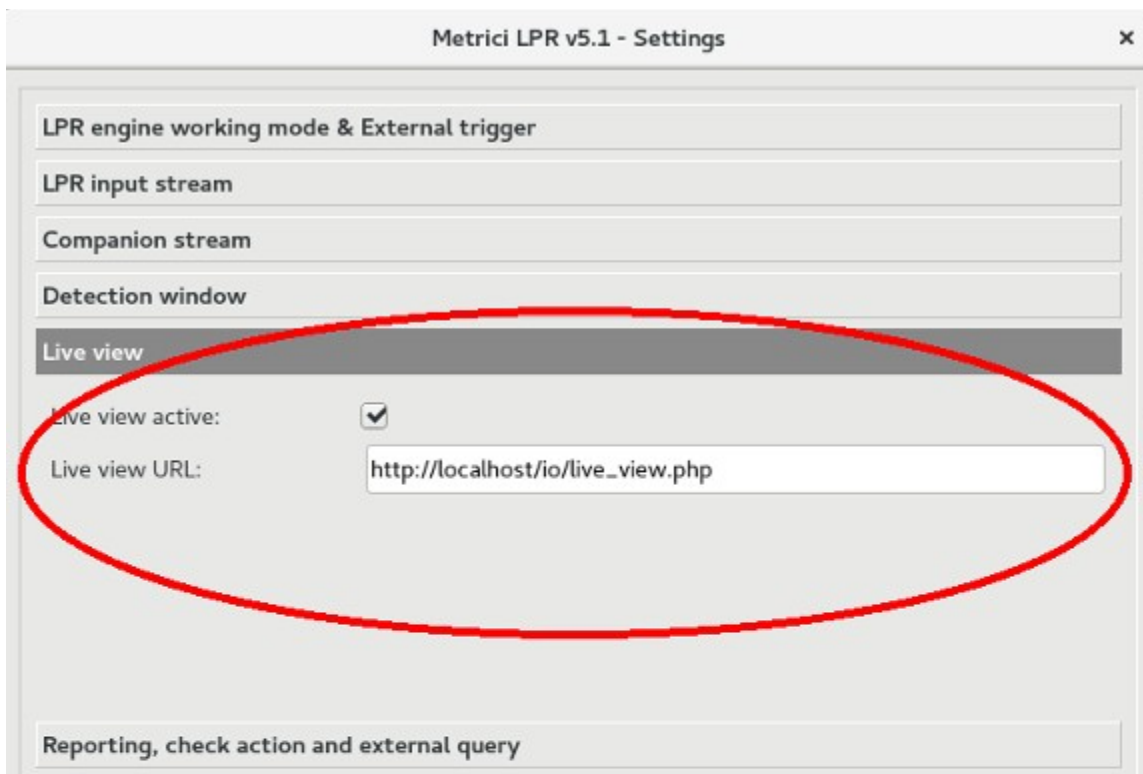 Metrici LPR v5.1 - Settings
LPR engine working mode & External trigger
LPR input stream
Companion stream
Detection window
Live view
Live view active:
Live view URL: http://localhost/io/live_view.php
Reporting, check action and external query